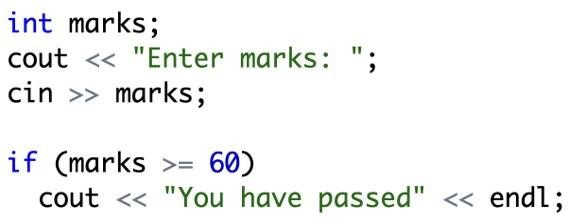 int marks;
cout << "Enter marks: ";
cin >> marks;
if (marks >= 60)
cout << "You have passed" << endl;